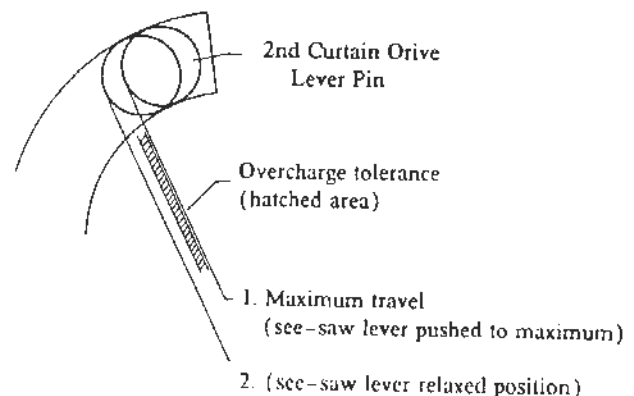 2nd Curtain Orive
Lever Pin
Overcharge tolerance
(hatched area)
1. Maximum travel
(see-saw lever pushed to maximum)
2. (see-saw lever relaxed position)